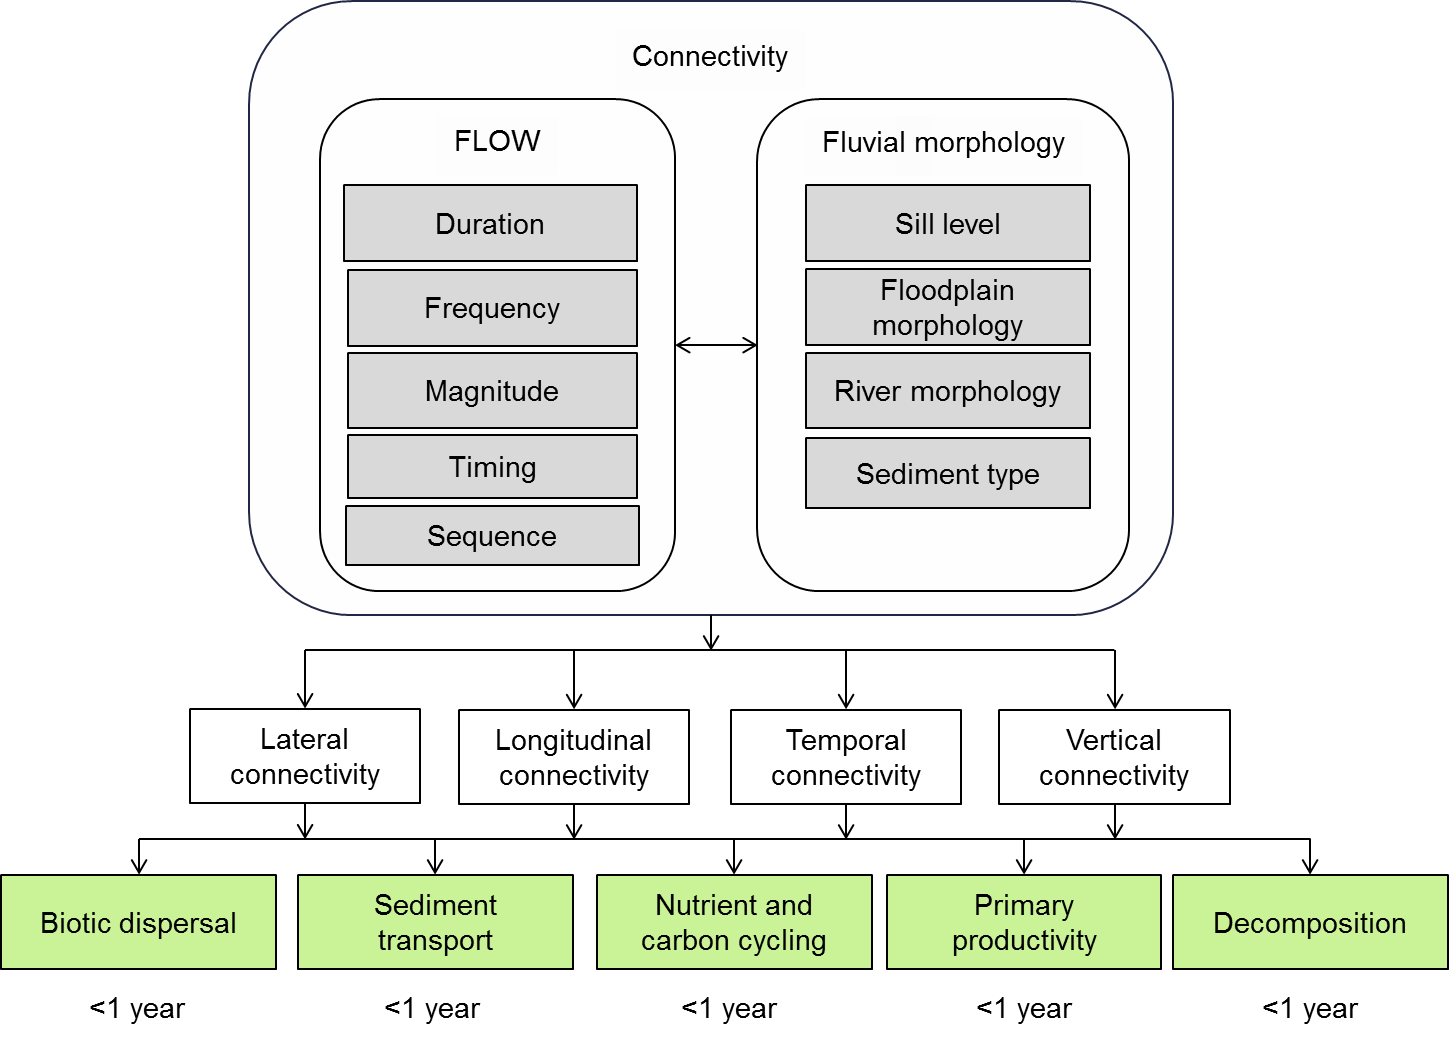 Connectivity
FLOW
Duration
Frequency
Magnitude
Timing
Sequence
Fluvial morphology
Sill level
Floodplain
morphology
River morphology
Sediment type
Lateral
connectivity
Longitudinal
connectivity
Temporal
connectivity
Vertical
connectivity
Biotic dispersal
Sediment
transport
Nutrient and
carbon cycling
Primary
productivity
Decomposition
<1 year
<1 year
<1 year
<1 year
<1 year